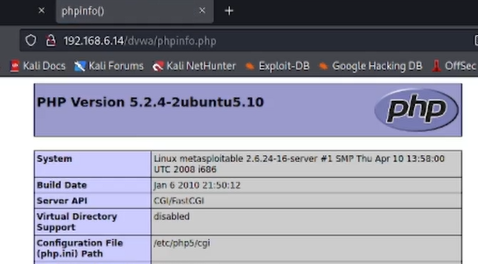 phpinfo()
192.168.6.14/dvwa/phpinfo.php
Kali Docs Kali Forums Kali NetHunter Exploit-DB Google Hacking DB OffSec
PHP Version 5.2.4-2ubuntu5.10
php
System Linux metasploitable 2.6.24-16-server #1 SMP Thu Apr 10 13:58:00
UTC 2008 i686
Build Date Jan 6 2010 21:50:12
Server API CGI/FastCGI
Virtual Directory disabled
Support
Configuration File /etc/php5/cgi
(php.ini) Path